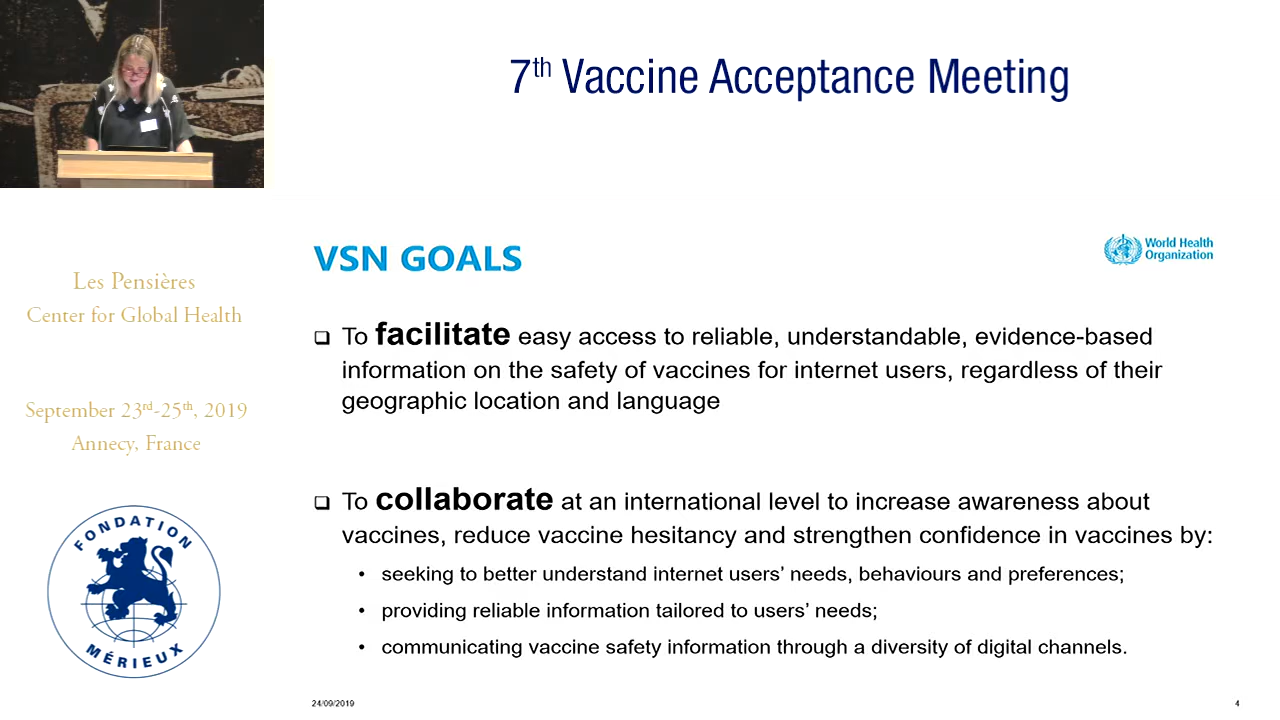 7th Vaccine Acceptance Meeting
Les Pensières
Center for Global Health
September 23rd-25th, 2019
Annecy, France
FONDATION
MÉRIEUX
VSN GOALS
World Health
Organization
❑ To facilitate easy access to reliable, understandable, evidence-based
information on the safety of vaccines for internet users, regardless of their
geographic location and language
❑ To collaborate at an international level to increase awareness about
vaccines, reduce vaccine hesitancy and strengthen confidence in vaccines by:
• seeking to better understand internet users’ needs, behaviours and preferences;
• providing reliable information tailored to users’ needs;
• communicating vaccine safety information through a diversity of digital channels.
24/09/2019
4